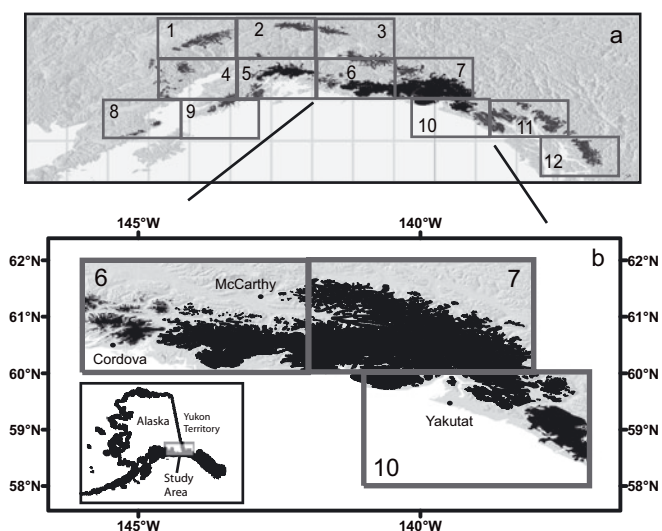 1
2
3
a
4
5
6
7
8
9
10
11
12
145°W
140°W
b
62°N
62°N
6
7
McCarthy
61°N
61°N
Cordova
60°N
60°N
Alaska
Yukon
Territory
Yakutat
59°N
59°N
Study
Area
10
58°N
58°N
145°W
140°W